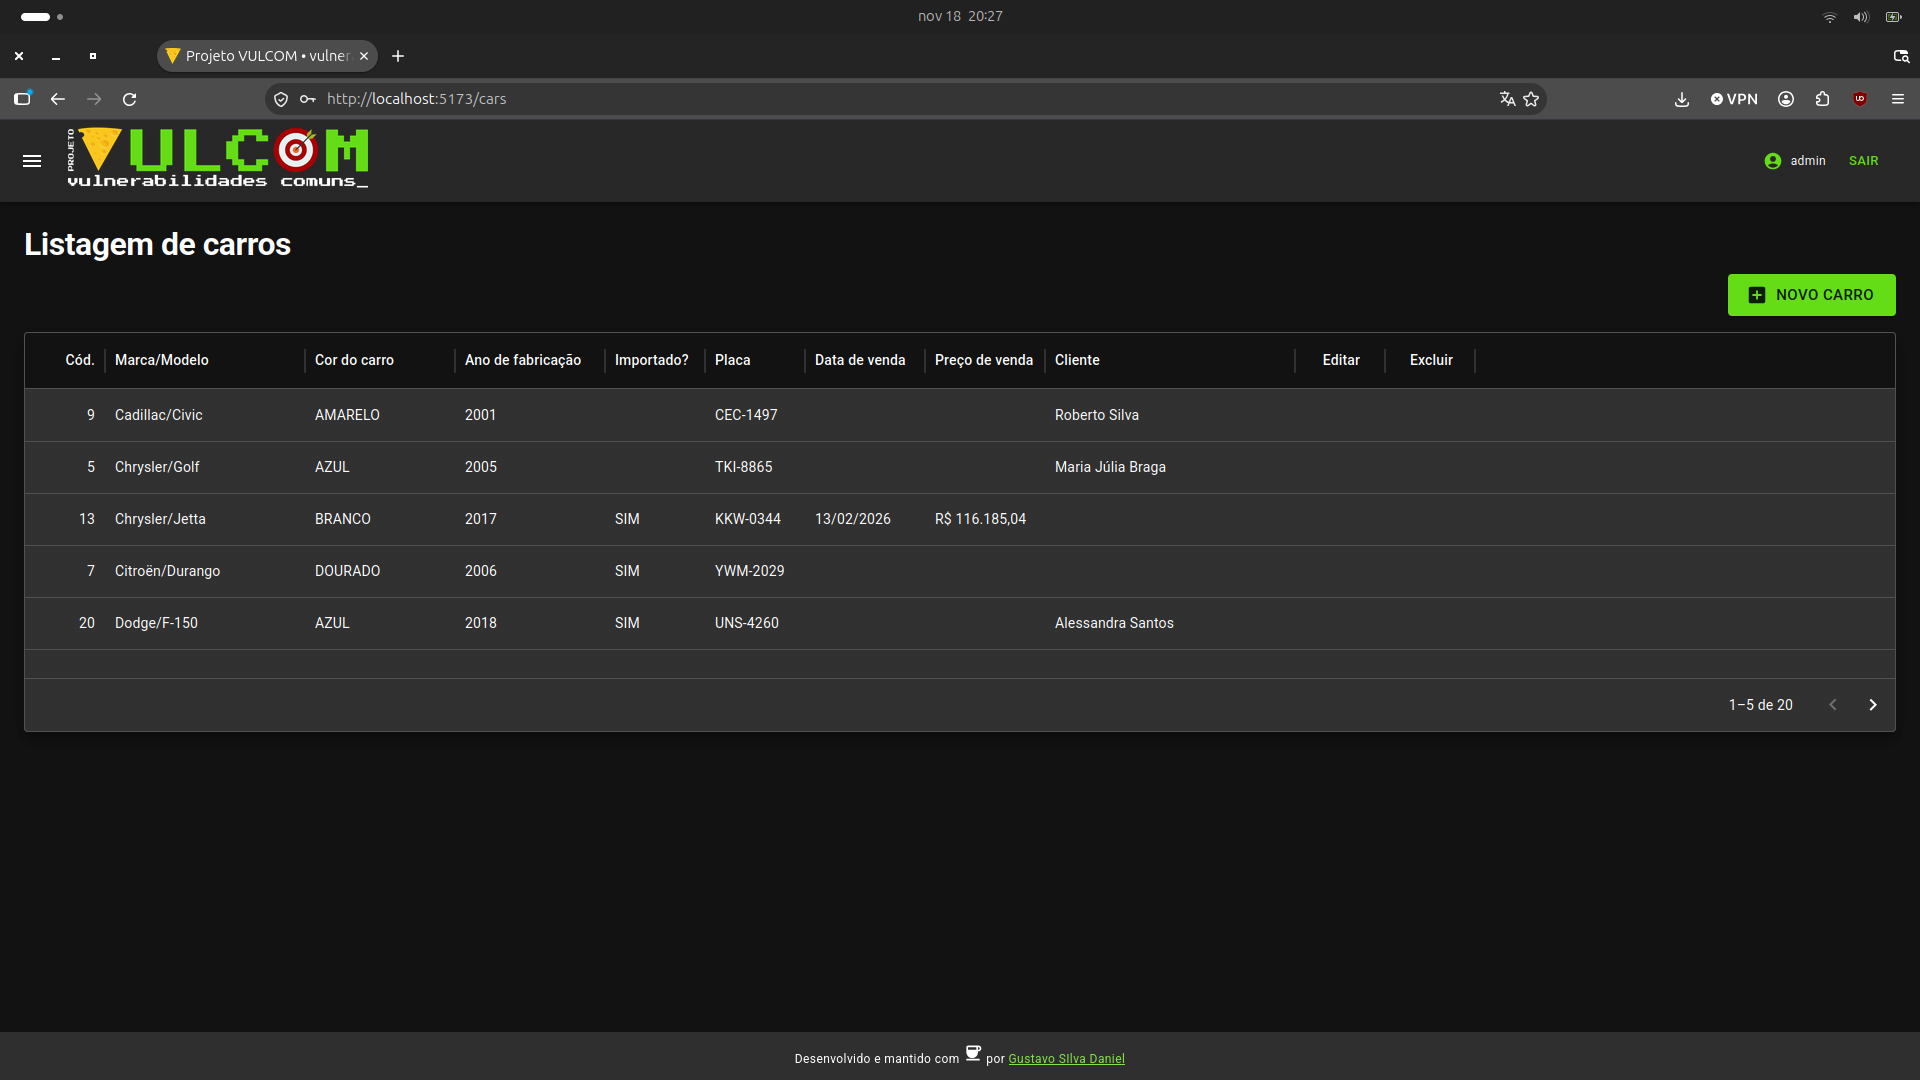 nov 18 20:27
Projeto VULCOM • vulner
http://localhost:5173/cars
VPN
PROJETO VULCOM
vulnerabilidades comuns_
admin SAIR
Listagem de carros
NOVO CARRO
Cód. Marca/Modelo Cor do carro Ano de fabricação Importado? Placa Data de venda Preço de venda Cliente Editar Excluir
9 Cadillac/Civic AMARELO 2001 CEC-1497 Roberto Silva
5 Chrysler/Golf AZUL 2005 TKI-8865 Maria Júlia Braga
13 Chrysler/Jetta BRANCO 2017 SIM KKW-0344 13/02/2026 R$ 116.185,04
7 Citroën/Durango DOURADO 2006 SIM YWM-2029
20 Dodge/F-150 AZUL 2018 SIM UNS-4260 Alessandra Santos
1–5 de 20
Desenvolvido e mantido com por Gustavo SIlva Daniel